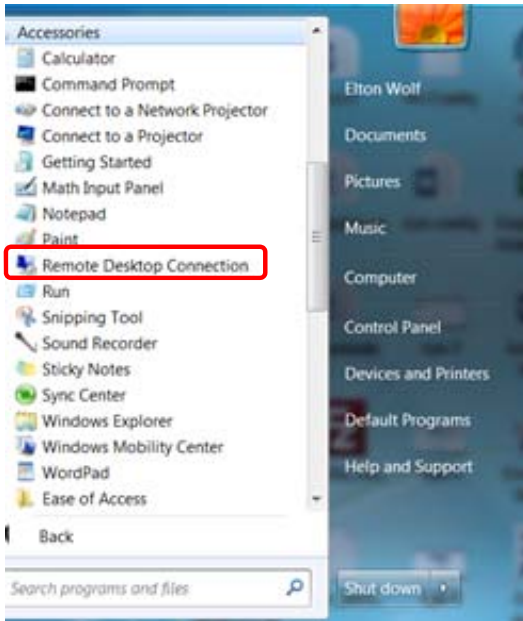 Accessories
Calculator
Command Prompt
Connect to a Network Projector
Connect to a Projector
Getting Started
Math Input Panel
Notepad
Paint
Remote Desktop Connection
Run
Snipping Tool
Sound Recorder
Sticky Notes
Sync Center
Windows Explorer
Windows Mobility Center
WordPad
Ease of Access
Back
Search programs and files
Elton Wolf
Documents
Pictures
Music
Computer
Control Panel
Devices and Printers
Default Programs
Help and Support
Shut down